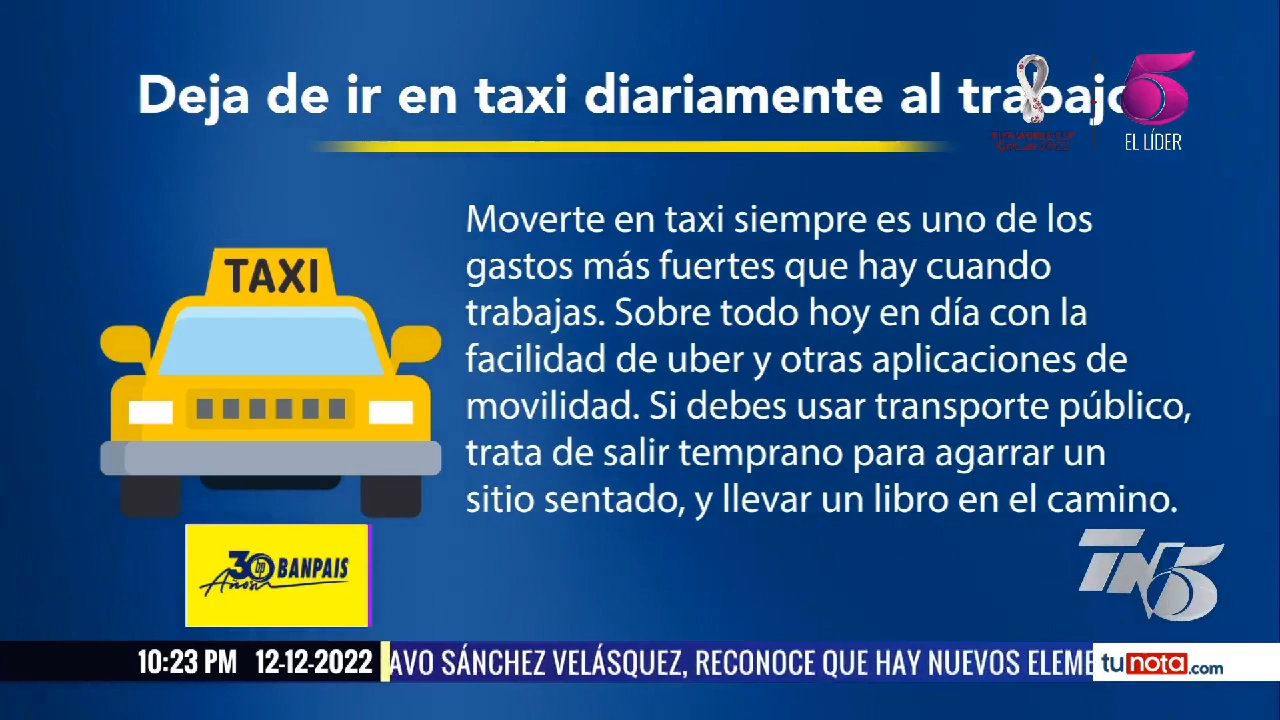 Deja de ir en taxi diariamente al trabajo
5
EL LÍDER
TAXI
Moverte en taxi siempre es uno de los
gastos más fuertes que hay cuando
trabajas. Sobre todo hoy en día con la
facilidad de uber y otras aplicaciones de
movilidad. Si debes usar transporte público,
trata de salir temprano para agarrar un
sitio sentado, y llevar un libro en el camino.
30 bp BANPAIS
Años
TN5
10:23 PM 12-12-2022 AVO SÁNCHEZ VELÁSQUEZ, RECONOCE QUE HAY NUEVOS ELEME
tunota.com